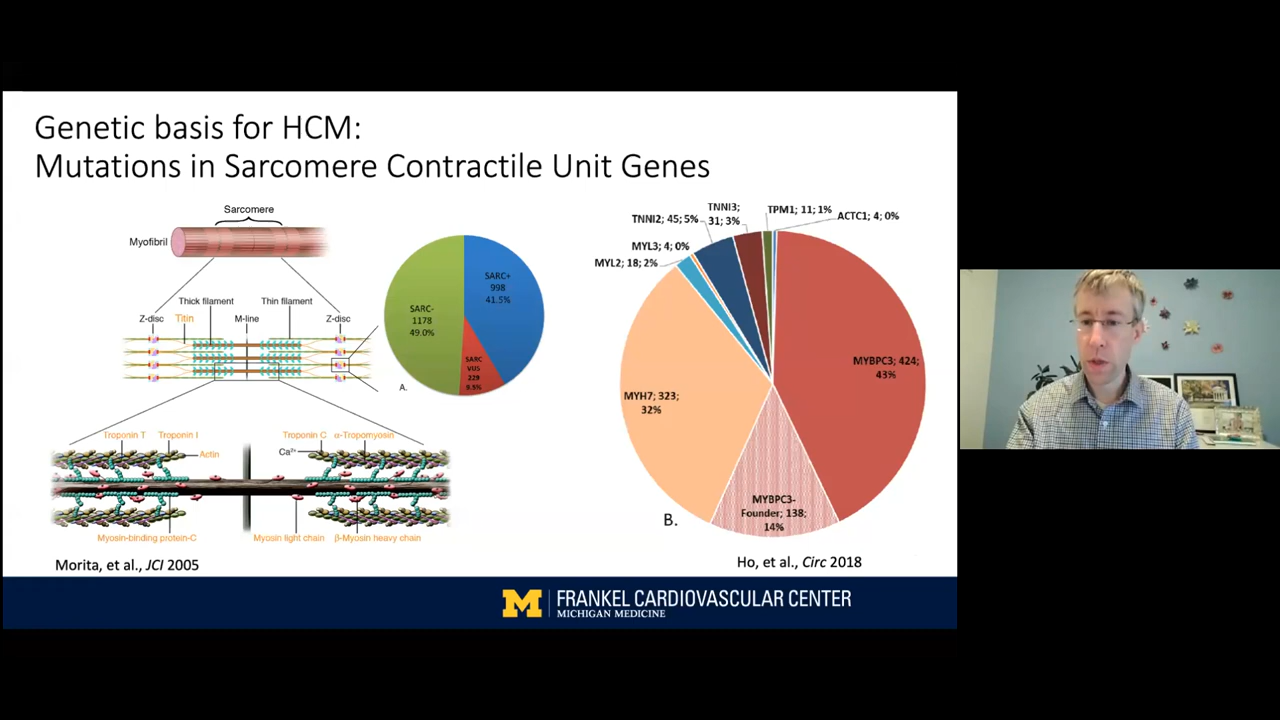 Genetic basis for HCM:
Mutations in Sarcomere Contractile Unit Genes
Sarcomere
Myofibril
Thick filament
Thin filament
Z-disc
Titin
M-line
Z-disc
Troponin T
Troponin I
Actin
Troponin C
α-Tropomyosin
Ca²⁺
Myosin-binding protein-C
Myosin light chain
β-Myosin heavy chain
Morita, et al., JCI 2005
SARC-
1178
49.0%
SARC+
998
41.5%
SARC
VUS
229
9.5%
A.
TNNI2; 45; 5%
TNNI3;
31; 3%
TPM1; 11; 1%
ACTC1; 4; 0%
MYL3; 4; 0%
MYL2; 18; 2%
MYBPC3; 424;
43%
MYH7; 323;
32%
MYBPC3-
Founder; 138;
14%
B.
Ho, et al., Circ 2018
M
FRANKEL CARDIOVASCULAR CENTER
MICHIGAN MEDICINE